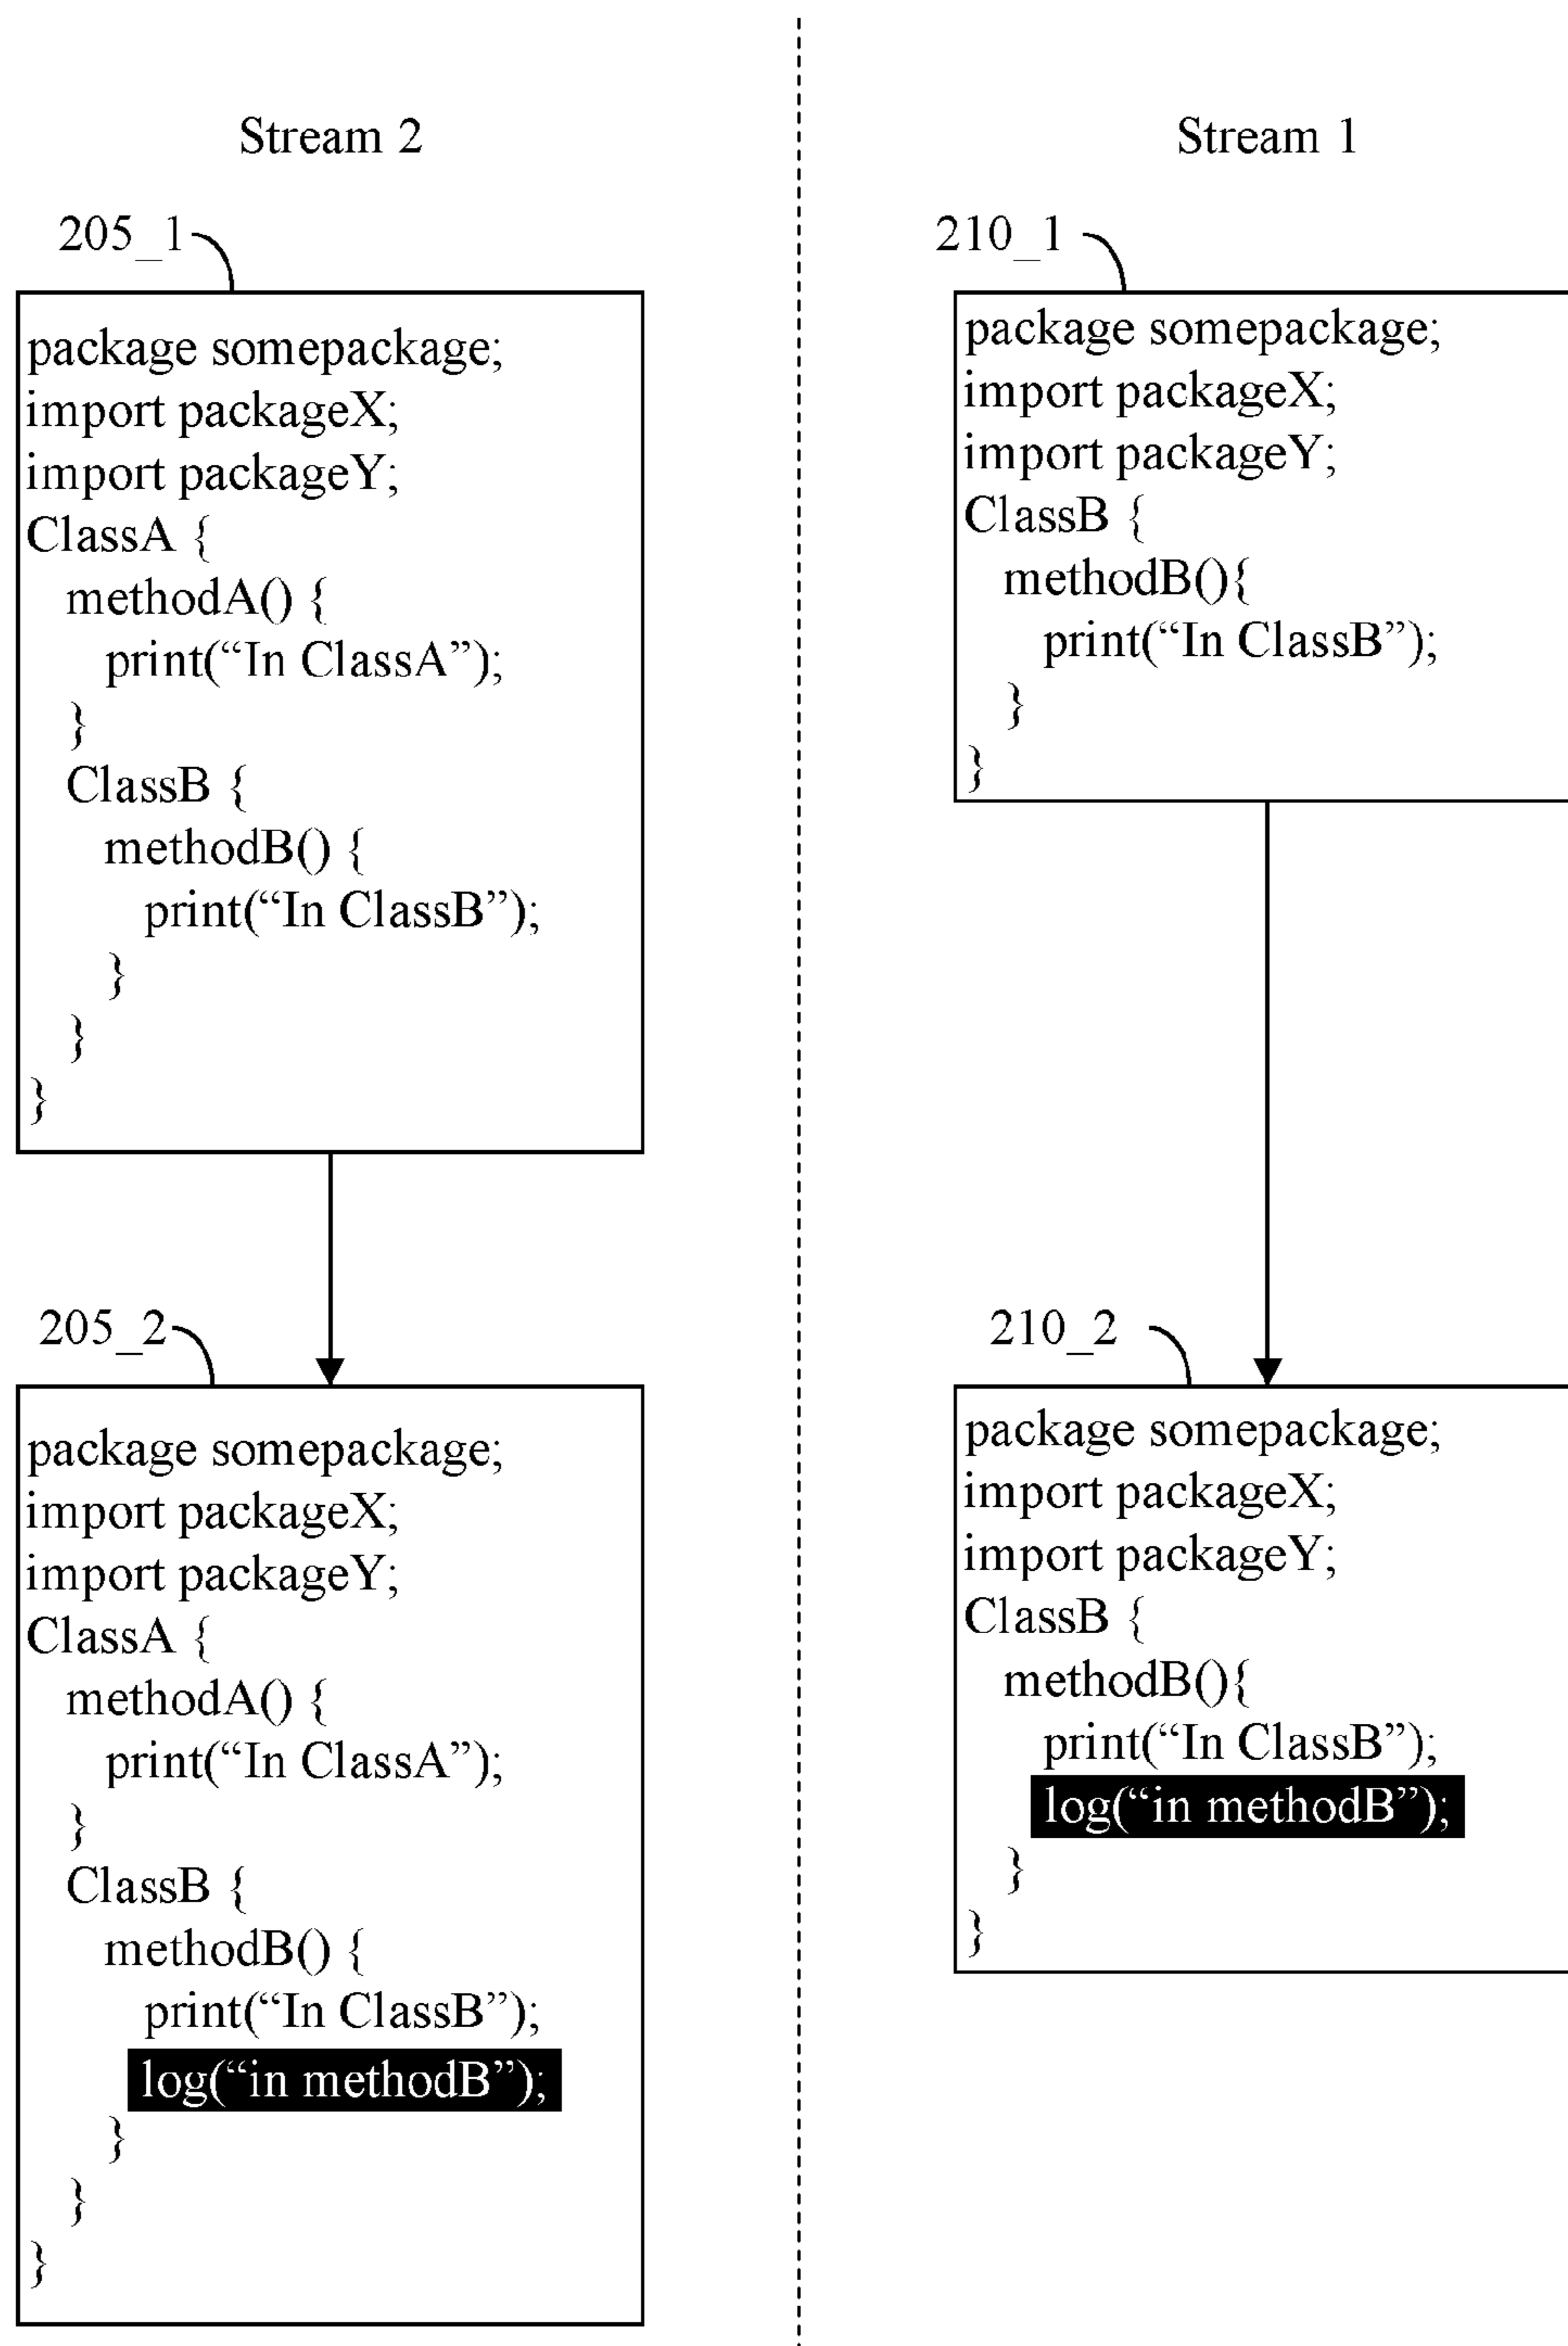 Stream 2
205_1
package somepackage;
import packageX;
import packageY;
ClassA {
methodA() {
print(“In ClassA”);
}
ClassB {
methodB() {
print(“In ClassB”);
}
}
}
205_2
package somepackage;
import packageX;
import packageY;
ClassA {
methodA() {
print(“In ClassA”);
}
ClassB {
methodB() {
print(“In ClassB”);
log(“in methodB”);
}
}
}
Stream 1
210_1
package somepackage;
import packageX;
import packageY;
ClassB {
methodB(){
print(“In ClassB”);
}
}
210_2
package somepackage;
import packageX;
import packageY;
ClassB {
methodB(){
print(“In ClassB”);
log(“in methodB”);
}
}